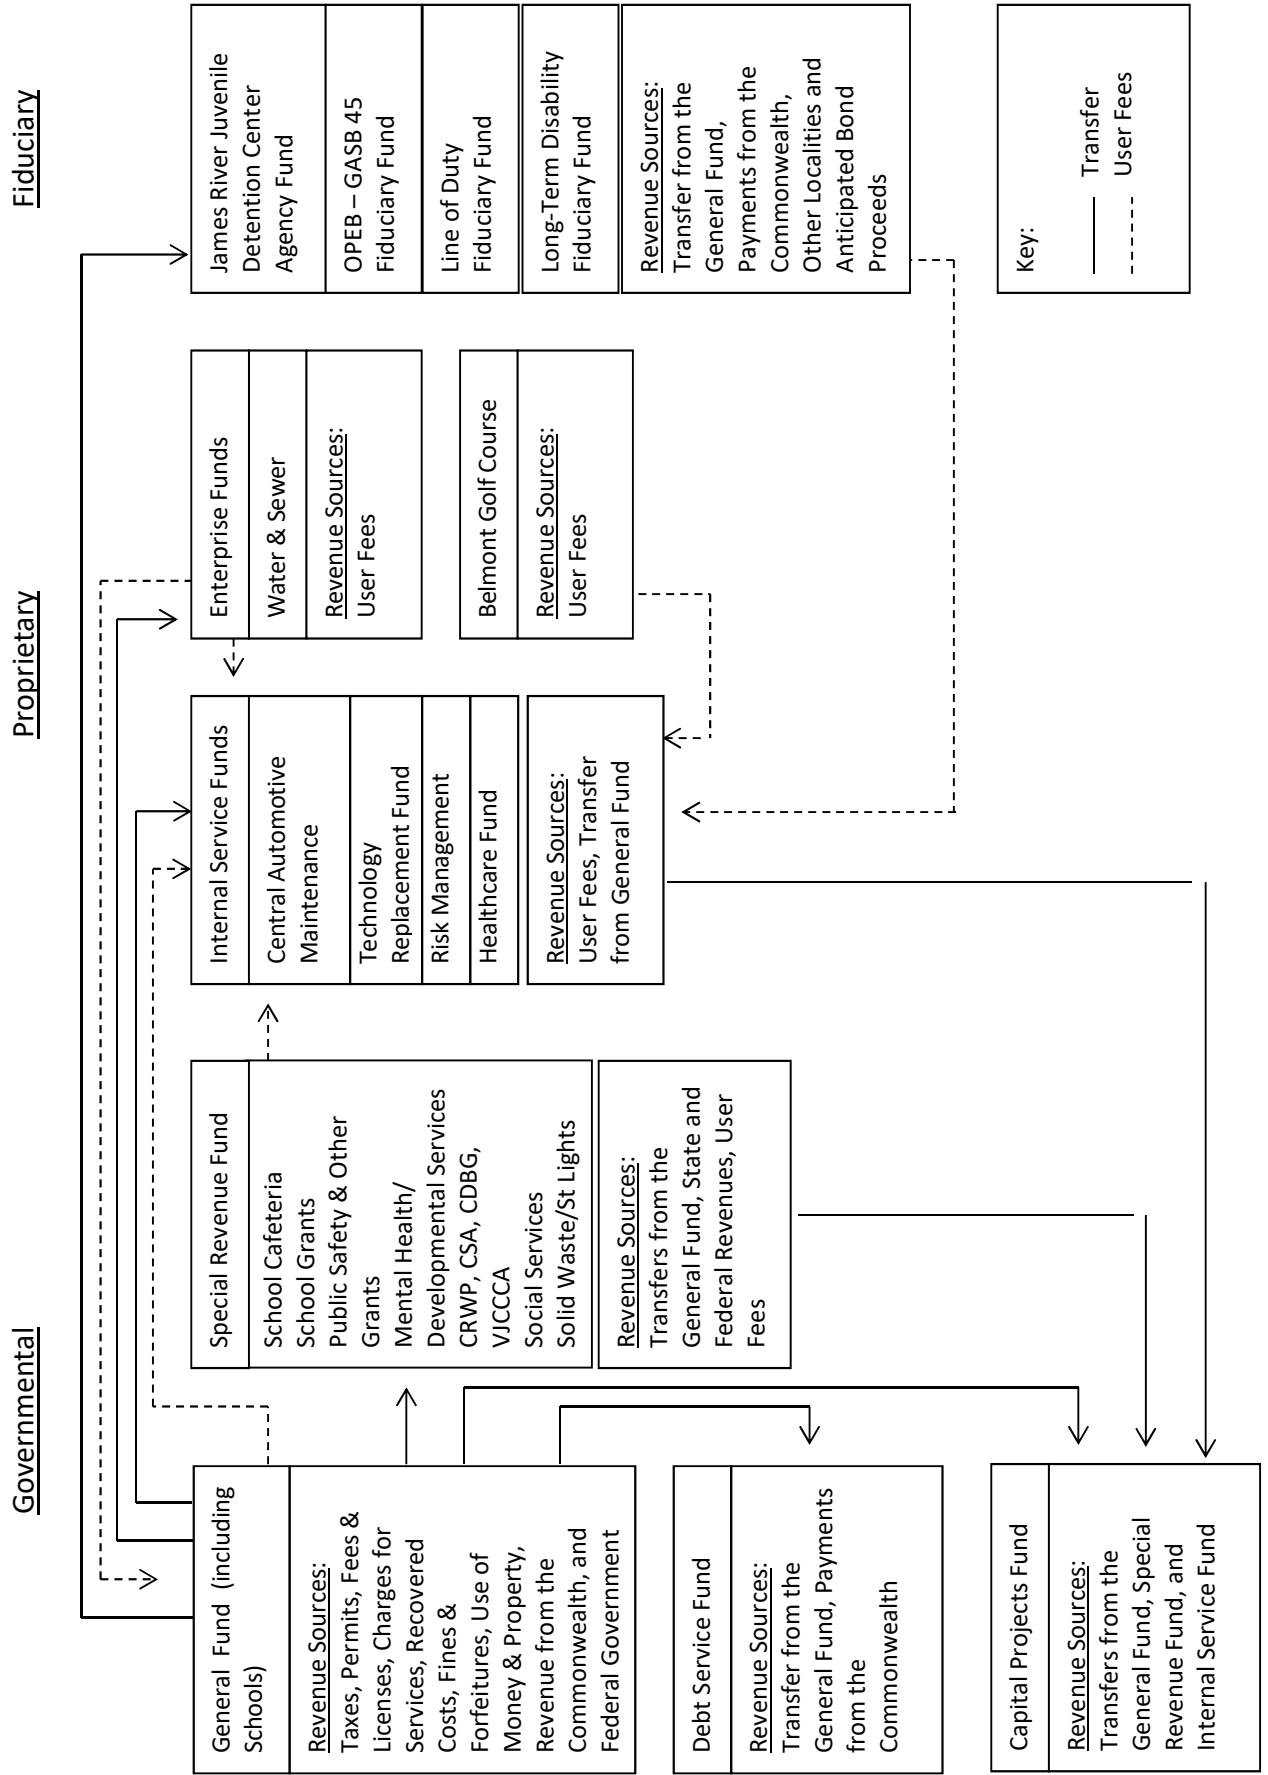 Governmental
Proprietary
Fiduciary
General Fund (including
Schools)
Revenue Sources:
Taxes, Permits, Fees &
Licenses, Charges for
Services, Recovered
Costs, Fines &
Forfeitures, Use of
Money & Property,
Revenue from the
Commonwealth, and
Federal Government
Debt Service Fund
Revenue Sources:
Transfer from the
General Fund, Payments
from the
Commonwealth
Capital Projects Fund
Revenue Sources:
Transfers from the
General Fund, Special
Revenue Fund, and
Internal Service Fund
Special Revenue Fund
School Cafeteria
School Grants
Public Safety & Other
Grants
Mental Health/
Developmental Services
CRWP, CSA, CDBG,
VJCCCA
Social Services
Solid Waste/St Lights
Revenue Sources:
Transfers from the
General Fund, State and
Federal Revenues, User
Fees
Internal Service Funds
Central Automotive
Maintenance
Technology
Replacement Fund
Risk Management
Healthcare Fund
Revenue Sources:
User Fees, Transfer
from General Fund
Enterprise Funds
Water & Sewer
Revenue Sources:
User Fees
Belmont Golf Course
Revenue Sources:
User Fees
James River Juvenile
Detention Center
Agency Fund
OPEB – GASB 45
Fiduciary Fund
Line of Duty
Fiduciary Fund
Long-Term Disability
Fiduciary Fund
Revenue Sources:
Transfer from the
General Fund,
Payments from the
Commonwealth,
Other Localities and
Anticipated Bond
Proceeds
Key:
Transfer
User Fees